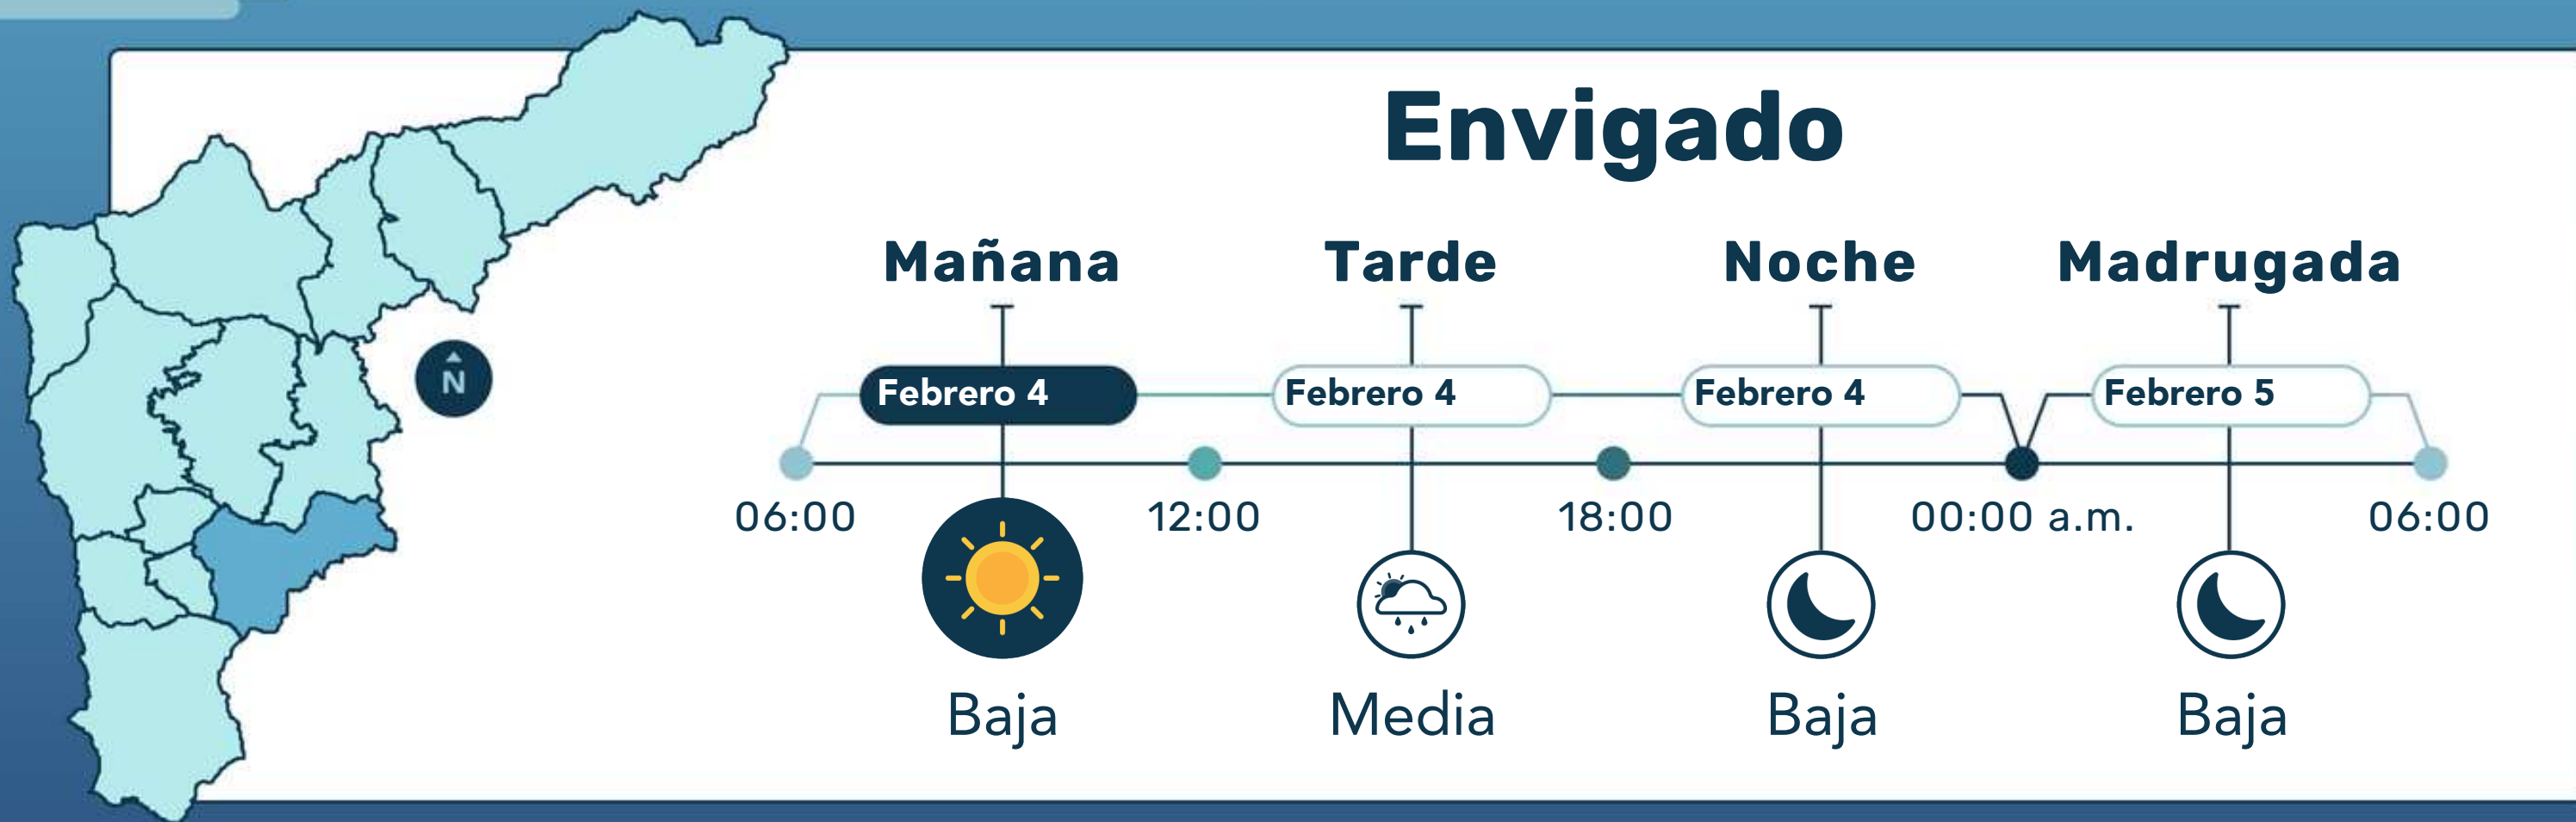 Envigado
Mañana Tarde Noche Madrugada
Febrero 4 Febrero 4 Febrero 4 Febrero 5
N
06:00 12:00 18:00 00:00 a.m. 06:00
Baja Media Baja Baja